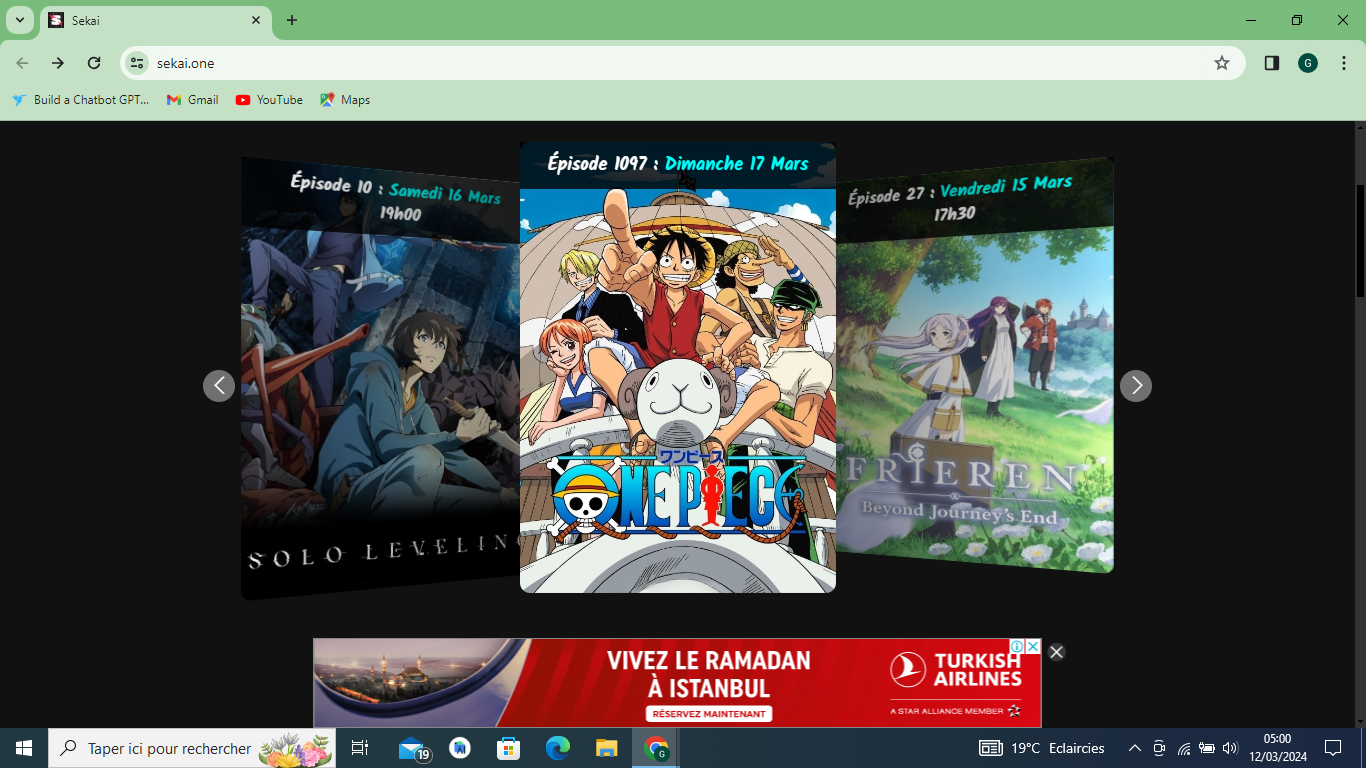 Sekai
sekai.one
Build a Chatbot GPT...
Gmail
YouTube
Maps
Épisode 10 : Samedi 16 Mars
19h00
SOLO LEVELIN
Épisode 1097 : Dimanche 17 Mars
ワンピース
ONE PIECE
Épisode 27 : Vendredi 15 Mars
17h30
FRIEREN
Beyond Journey's End
VIVEZ LE RAMADAN
À ISTANBUL
RÉSERVEZ MAINTENANT
TURKISH
AIRLINES
A STAR ALLIANCE MEMBER
Taper ici pour rechercher
19
G
19°C Eclaircies
05:00
12/03/2024